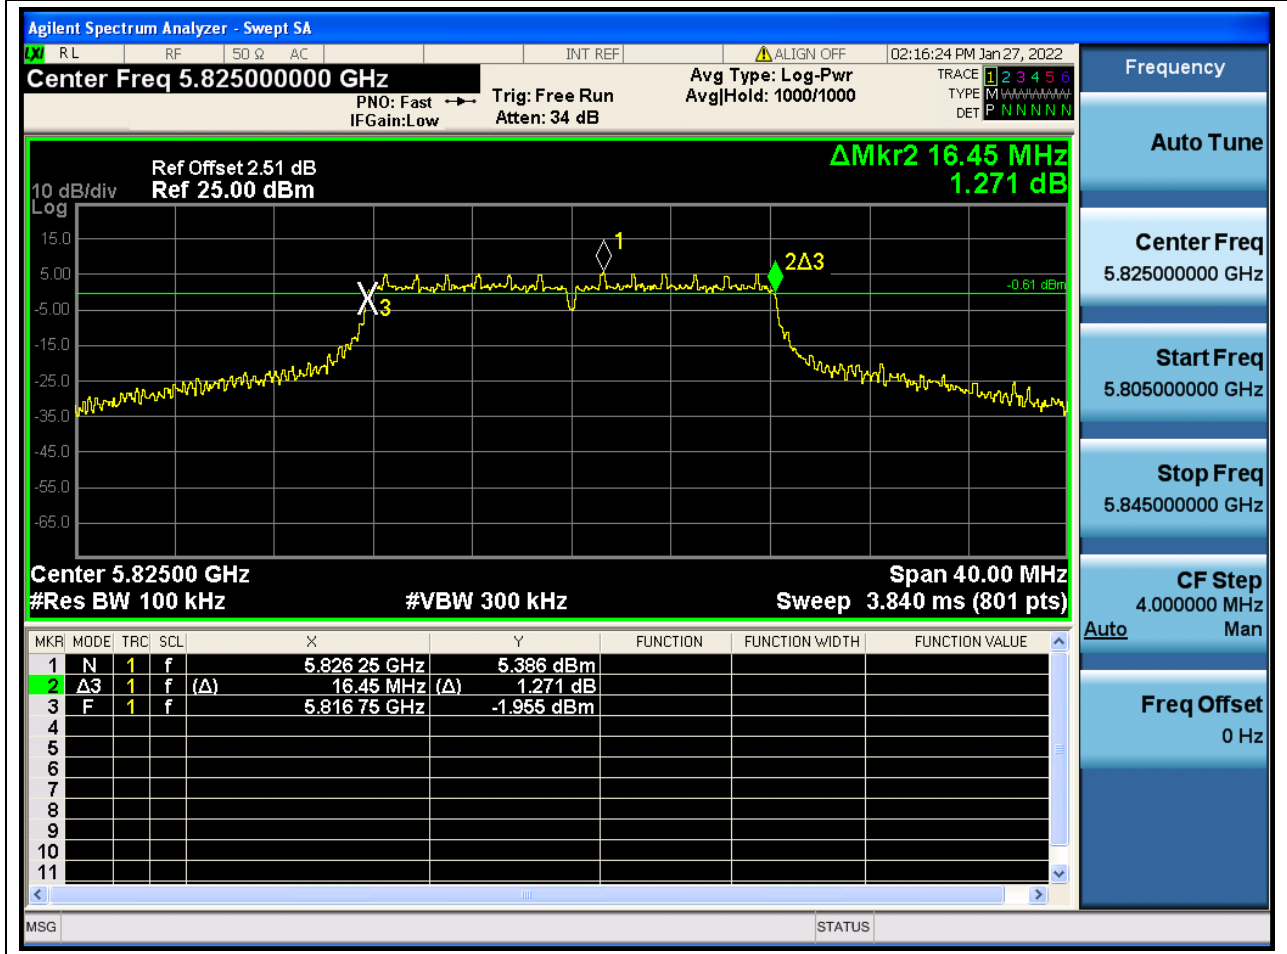 Agilent Spectrum Analyzer - Swept SA
LXI RL RF 50 Ω AC INT REF ALIGN OFF 02:16:24 PM Jan 27, 2022
Center Freq 5.825000000 GHz
PNO: Fast
IFGain:Low
Trig: Free Run
Atten: 34 dB
Avg Type: Log-Pwr
Avg|Hold: 1000/1000
TRACE 1 2 3 4 5 6
TYPE M WWWWW
DET P N N N N N
ΔMkr2 16.45 MHz
1.271 dB
Ref Offset 2.51 dB
10 dB/div Ref 25.00 dBm
Log
15.0
5.00
-5.00
-15.0
-25.0
-35.0
-45.0
-55.0
-65.0
1
2Δ3
3
-0.61 dBm
Center 5.82500 GHz Span 40.00 MHz
#Res BW 100 kHz #VBW 300 kHz Sweep 3.840 ms (801 pts)
MKR MODE TRC SCL X Y FUNCTION FUNCTION WIDTH FUNCTION VALUE
1 N 1 f 5.826 25 GHz 5.386 dBm
2 Δ3 1 f (Δ) 16.45 MHz (Δ) 1.271 dB
3 F 1 f 5.816 75 GHz -1.955 dBm
4
5
6
7
8
9
10
11
MSG STATUS
Frequency
Auto Tune
Center Freq
5.825000000 GHz
Start Freq
5.805000000 GHz
Stop Freq
5.845000000 GHz
CF Step
4.000000 MHz
Auto Man
Freq Offset
0 Hz